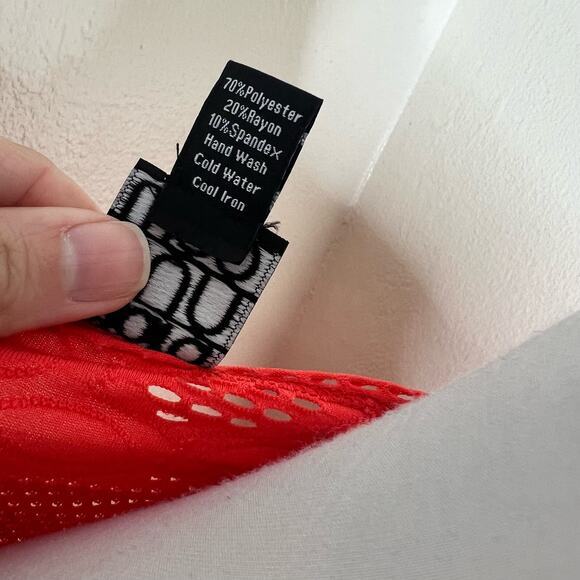 70%Polyester
20%Rayon
10%Spandex
Hand Wash
Cold Water
Cool Iron